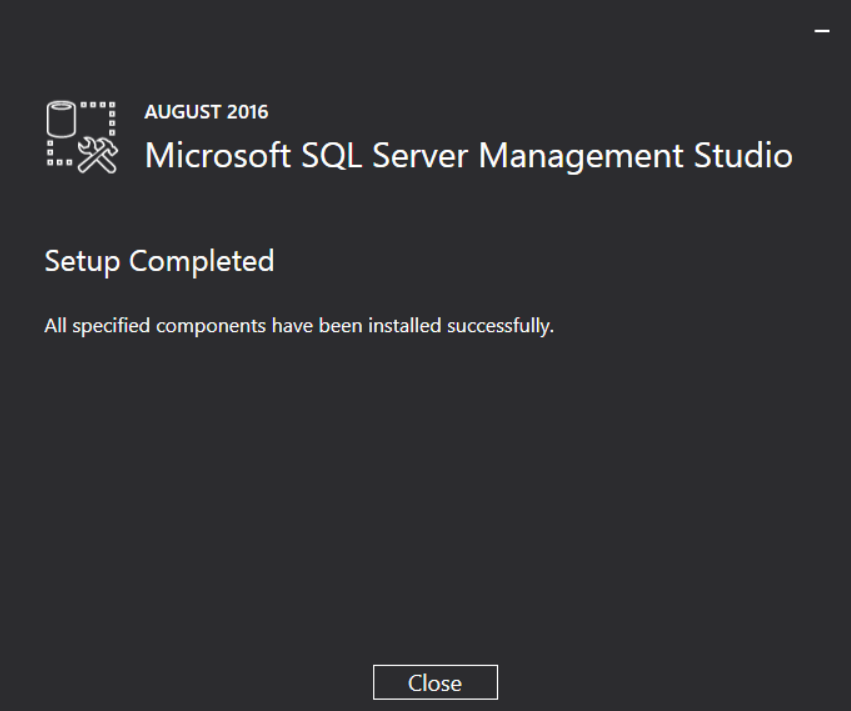 AUGUST 2016
Microsoft SQL Server Management Studio
Setup Completed
All specified components have been installed successfully.
Close